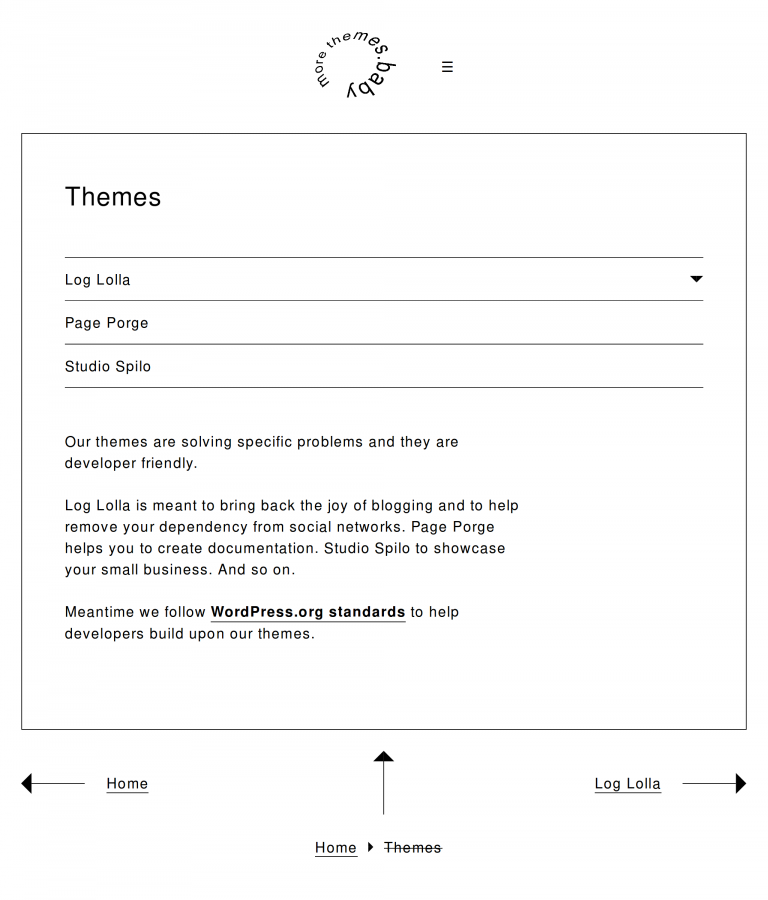 more themes.baby
Themes
Log Lolla
Page Porge
Studio Spilo
Our themes are solving specific problems and they are
developer friendly.
Log Lolla is meant to bring back the joy of blogging and to help
remove your dependency from social networks. Page Porge
helps you to create documentation. Studio Spilo to showcase
your small business. And so on.
Meantime we follow WordPress.org standards to help
developers build upon our themes.
Home
Log Lolla
Home Themes